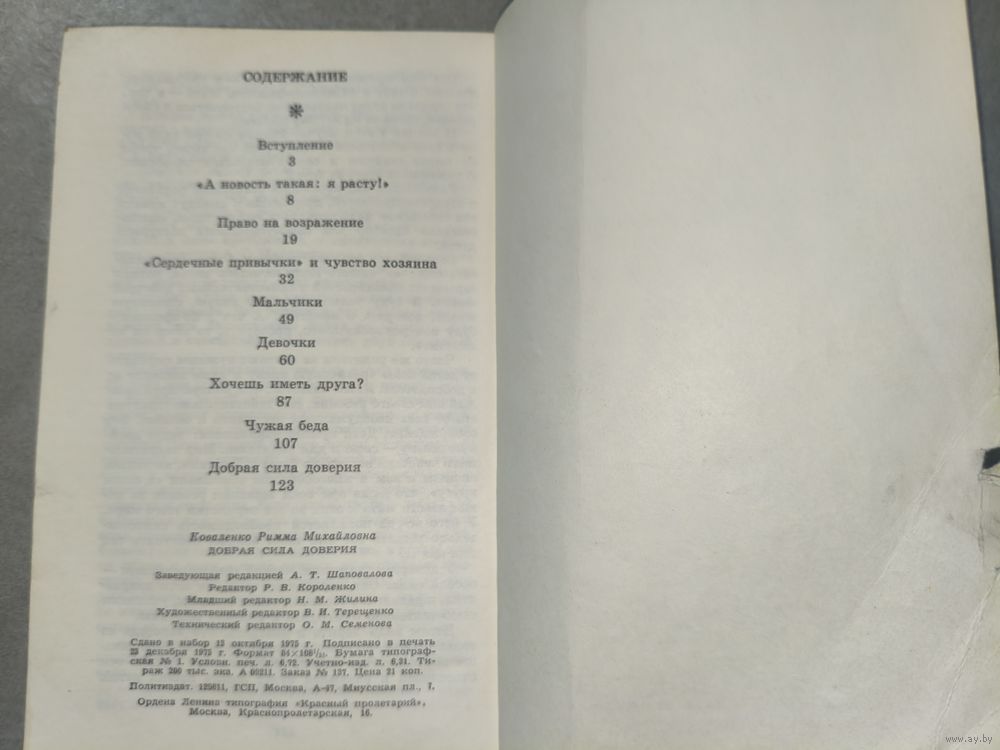 СОДЕРЖАНИЕ
Вступление
3
«А новость такая: я расту!»
8
Право на возражение
19
«Сердечные привычки» и чувство хозяина
32
Мальчики
49
Девочки
60
Хочешь иметь друга?
87
Чужая беда
107
Добрая сила доверия
123
Коваленко Римма Михайловна
ДОБРАЯ СИЛА ДОВЕРИЯ
Заведующая редакцией А. Т. Шаповалова
Редактор Р. В. Короленко
Младший редактор Н. М. Жилина
Художественный редактор В. И. Терещенко
Технический редактор О. М. Семенова
Сдано в набор 13 октября 1975 г. Подписано в печать
23 декабря 1975 г. Формат 84×108¹/₃₂. Бумага типограф-
ская № 1. Условн. печ. л. 6,72. Учетно-изд. л. 6,31. Ти-
раж 200 тыс. экз. А 09211. Заказ № 137. Цена 21 коп.
Политиздат. 125811, ГСП, Москва, А-47, Миусская пл., 7.
Ордена Ленина типография «Красный пролетарий»,
Москва, Краснопролетарская, 16.
www.ay.by